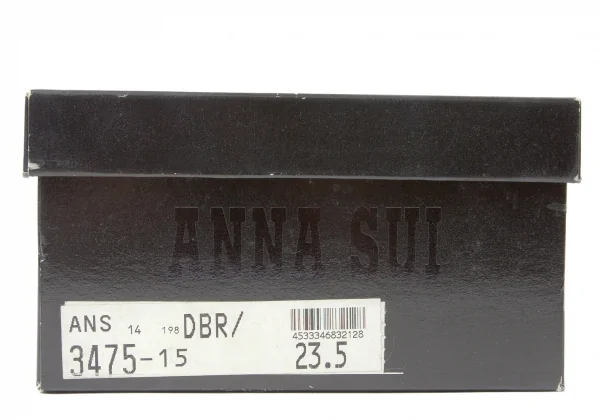 ANNA SUI
ANS 14 198 DBR/
4533346832128
3475-15 23.5